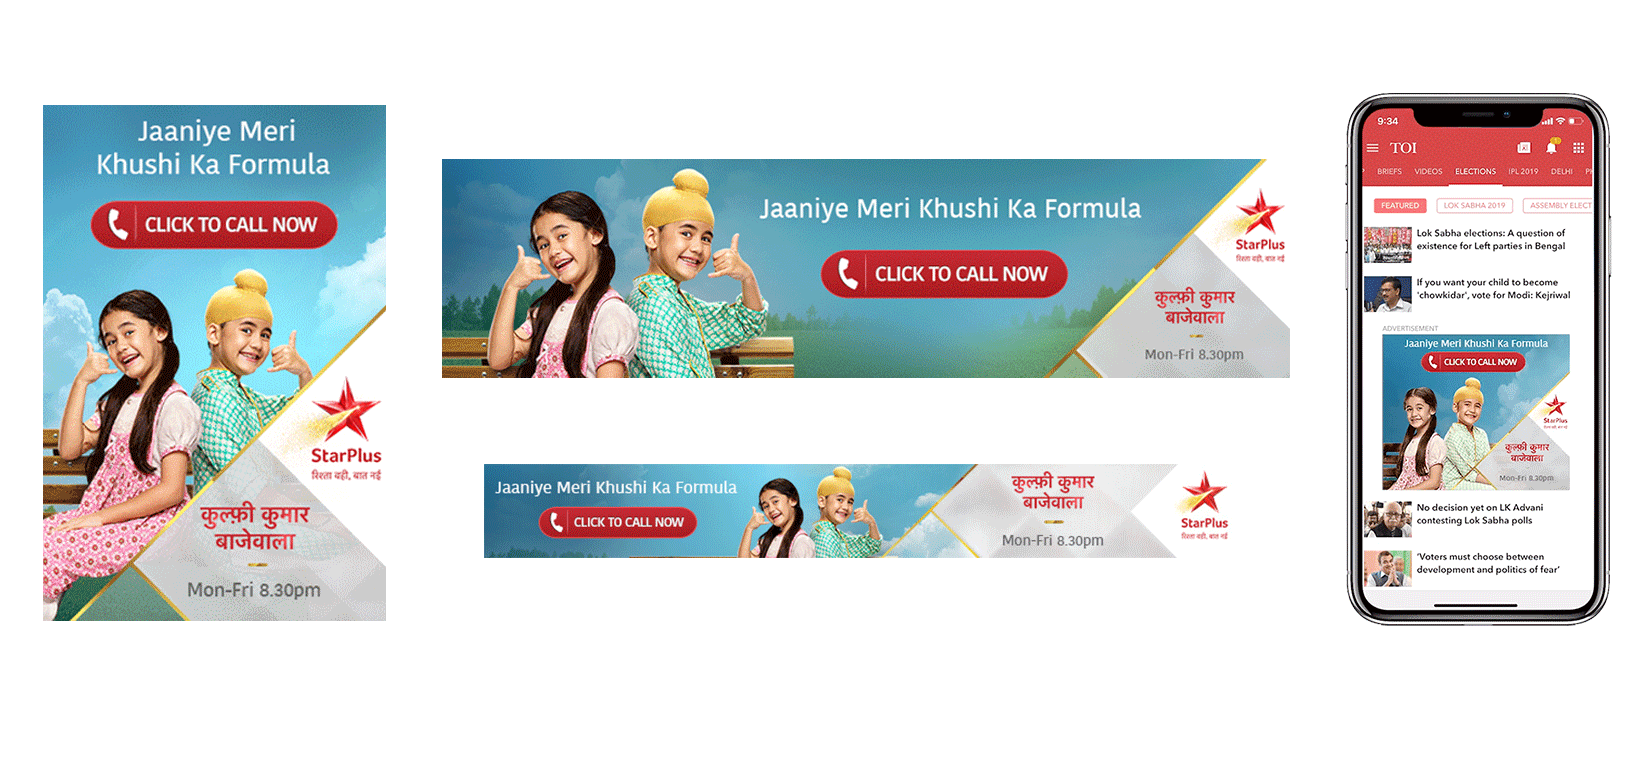 Jaaniye Meri
Khushi Ka Formula
CLICK TO CALL NOW
StarPlus
रिश्ता वही, बात नई
कुल्फ़ी कुमार
बाजेवाला
Mon-Fri 8.30pm
Jaaniye Meri Khushi Ka Formula
CLICK TO CALL NOW
StarPlus
रिश्ता वही, बात नई
कुल्फ़ी कुमार
बाजेवाला
Mon-Fri 8.30pm
Jaaniye Meri Khushi Ka Formula
CLICK TO CALL NOW
कुल्फ़ी कुमार
बाजेवाला
Mon-Fri 8.30pm
StarPlus
रिश्ता वही, बात नई
9:34
TOI
BRIEFS VIDEOS ELECTIONS IPL 2019 DELHI
FEATURED LOK SABHA 2019 ASSEMBLY ELECT
Lok Sabha elections: A question of
existence for Left parties in Bengal
If you want your child to become
'chowkidar', vote for Modi: Kejriwal
ADVERTISEMENT
Jaaniye Meri Khushi Ka Formula
CLICK TO CALL NOW
StarPlus
रिश्ता वही, बात नई
कुल्फ़ी कुमार
बाजेवाला
Mon-Fri 8.30pm
No decision yet on LK Advani
contesting Lok Sabha polls
'Voters must choose between
development and politics of fear'